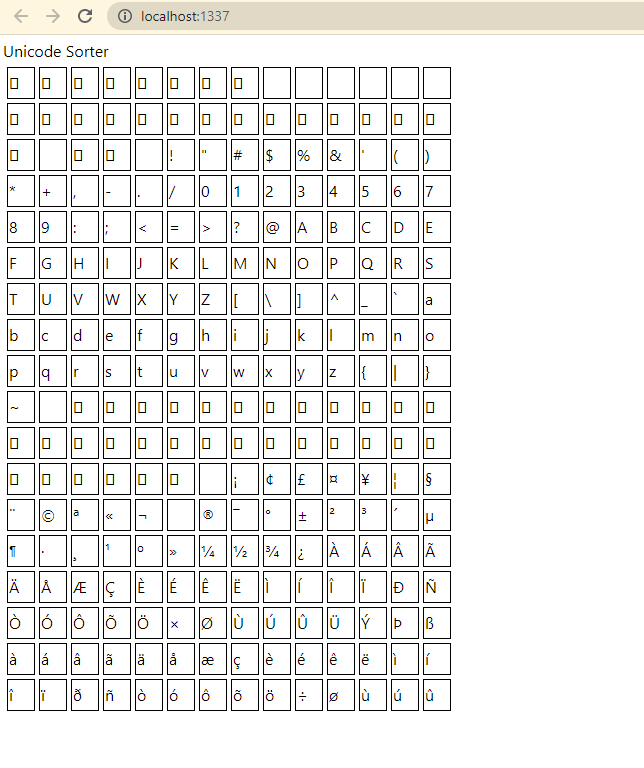 localhost:1337
Unicode Sorter
! " # $ % & ' ( )
* + , - . / 0 1 2 3 4 5 6 7
8 9 : ; < = > ? @ A B C D E
F G H I J K L M N O P Q R S
T U V W X Y Z [ \ ] ^ _ ` a
b c d e f g h i j k l m n o
p q r s t u v w x y z { | }
~
¡ ¢ £ ¤ ¥ ¦ §
¨ © ª « ¬ ® ¯ ° ± ² ³ ´ µ
¶ · ¸ ¹ º » ¼ ½ ¾ ¿ À Á Â Ã
Ä Å Æ Ç È É Ê Ë Ì Í Î Ï Ð Ñ
Ò Ó Ô Õ Ö × Ø Ù Ú Û Ü Ý Þ ß
à á â ã ä å æ ç è é ê ë ì í
î ï ð ñ ò ó ô õ ö ÷ ø ù ú û